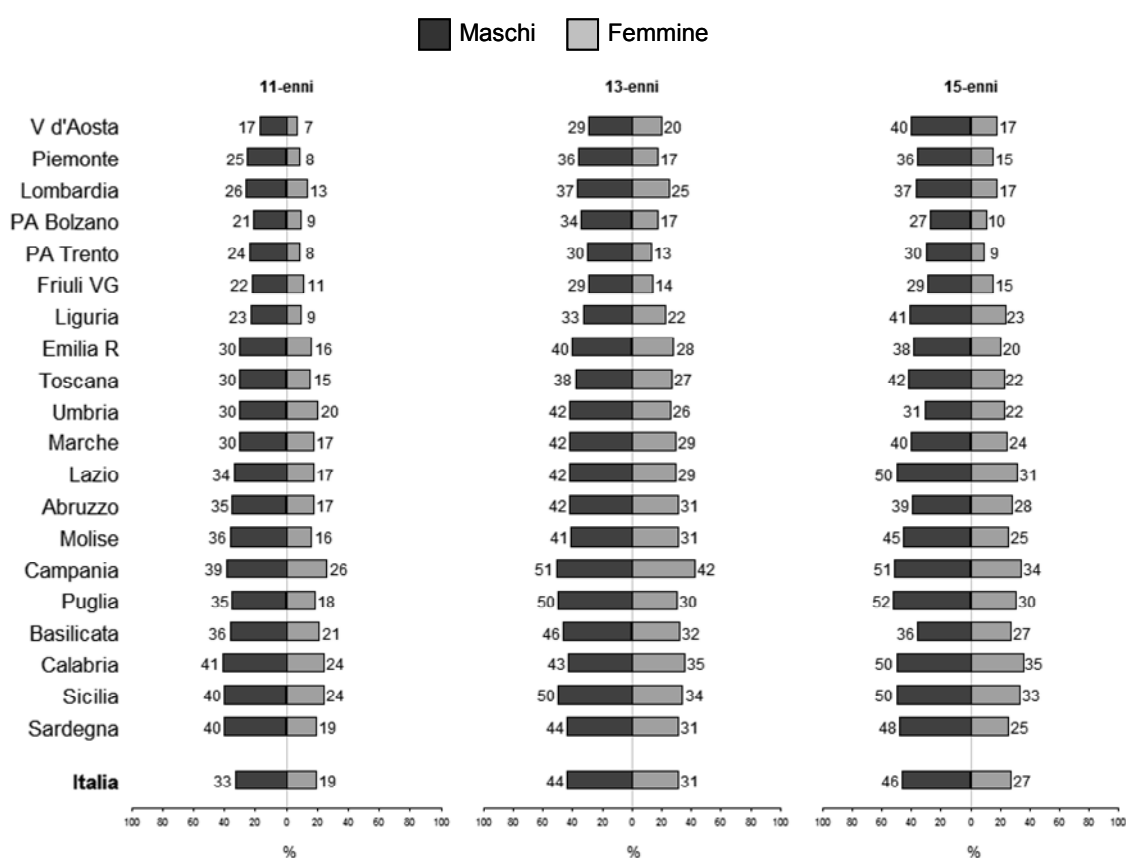 Maschi Femmine
11-enni 13-enni 15-enni
V d'Aosta 17 7 29 20 40 17
Piemonte 25 8 36 17 36 15
Lombardia 26 13 37 25 37 17
PA Bolzano 21 9 34 17 27 10
PA Trento 24 8 30 13 30 9
Friuli VG 22 11 29 14 29 15
Liguria 23 9 33 22 41 23
Emilia R 30 16 40 28 38 20
Toscana 30 15 38 27 42 22
Umbria 30 20 42 26 31 22
Marche 30 17 42 29 40 24
Lazio 34 17 42 29 50 31
Abruzzo 35 17 42 31 39 28
Molise 36 16 41 31 45 25
Campania 39 26 51 42 51 34
Puglia 35 18 50 30 52 30
Basilicata 36 21 46 32 36 27
Calabria 41 24 43 35 50 35
Sicilia 40 24 50 34 50 33
Sardegna 40 19 44 31 48 25
Italia 33 19 44 31 46 27
100 80 60 40 20 0 20 40 60 80 100 100 80 60 40 20 0 20 40 60 80 100 100 80 60 40 20 0 20 40 60 80 100
% % %